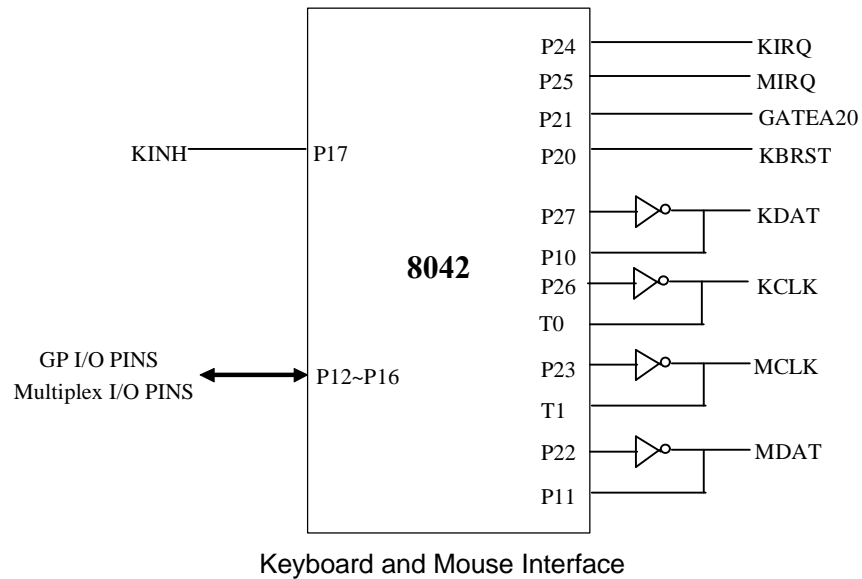 P24 KIRQ
P25 MIRQ
P21 GATEA20
KINH P17 P20 KBRST
P27 KDAT
P10
8042
P26 KCLK
T0
GP I/O PINS
Multiplex I/O PINS
P12~P16
P23 MCLK
T1
P22 MDAT
P11
Keyboard and Mouse Interface